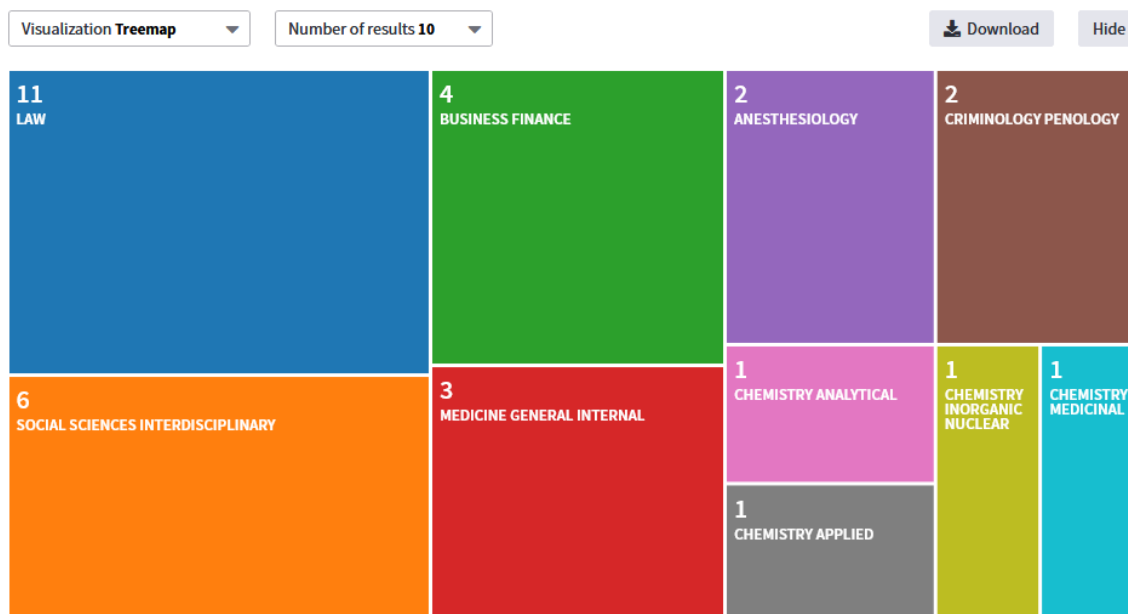 Visualization Treemap
Number of results 10
Download
Hide
11
LAW
4
BUSINESS FINANCE
2
ANESTHESIOLOGY
2
CRIMINOLOGY PENOLOGY
6
SOCIAL SCIENCES INTERDISCIPLINARY
3
MEDICINE GENERAL INTERNAL
1
CHEMISTRY ANALYTICAL
1
CHEMISTRY
INORGANIC
NUCLEAR
1
CHEMISTRY
MEDICINAL
1
CHEMISTRY APPLIED